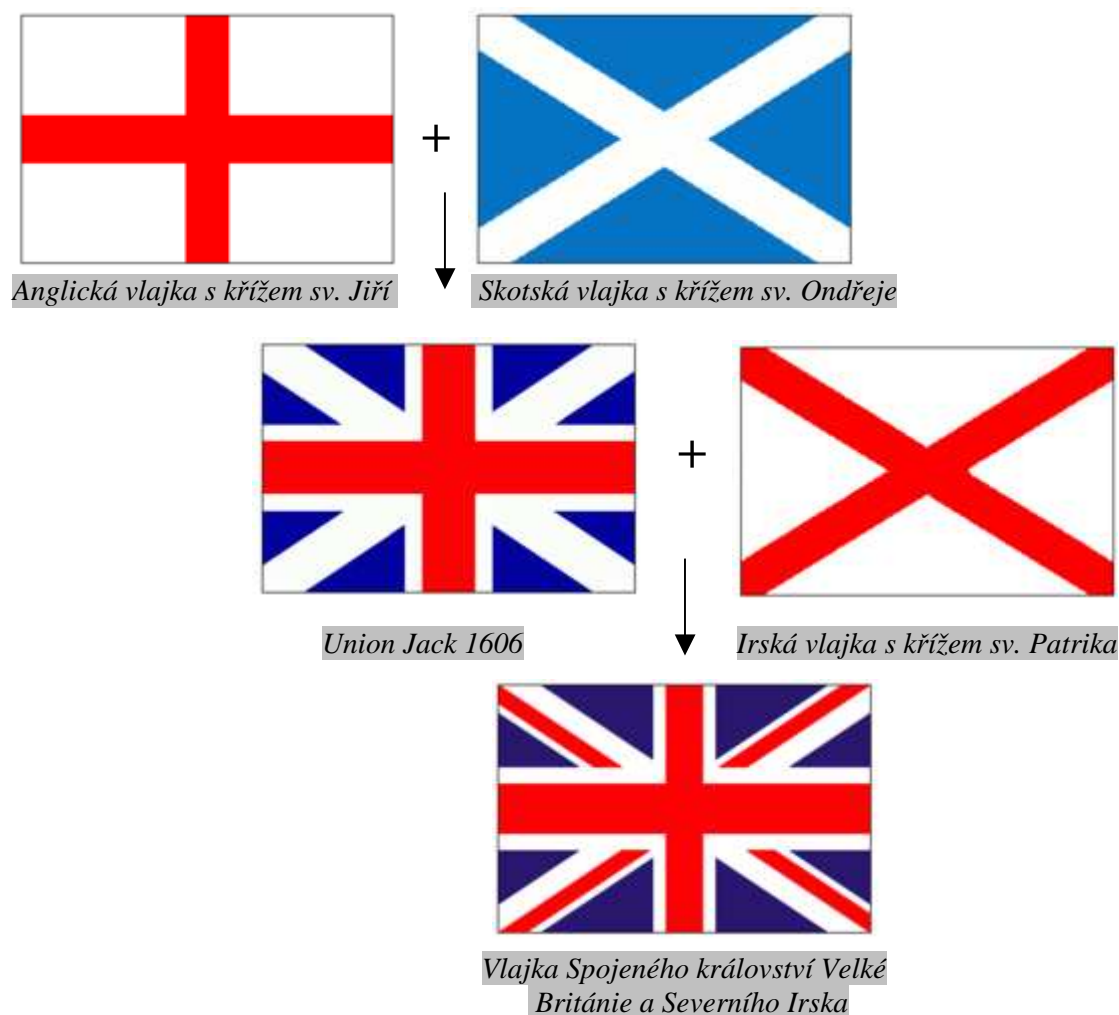 +
Anglická vlajka s křížem sv. Jiří
Skotská vlajka s křížem sv. Ondřeje
+
Union Jack 1606
Irská vlajka s křížem sv. Patrika
Vlajka Spojeného království Velké
Británie a Severního Irska